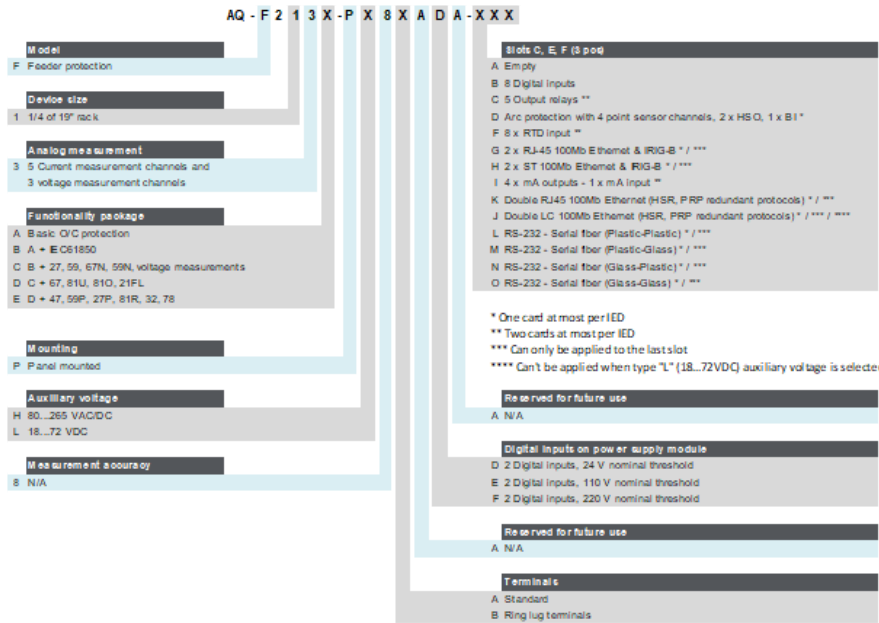 AQ - F 2 1 3 X - P X 8 X A D A - X X X
Model
F Feeder protection
Device size
1 1/4 of 19" rack
Analog measurement
3 5 Current measurement channels and
3 voltage measurement channels
Functionality package
A Basic O/C protection
B A + IEC61850
C B + 27, 59, 67N, 59N, voltage measurements
D C + 67, 81U, 81O, 21FL
E D + 47, 59P, 27P, 81R, 32, 78
Mounting
P Panel mounted
Auxiliary voltage
H 80...265 VAC/DC
L 18...72 VDC
Measurement accuracy
8 N/A
Slots C, E, F (3 pos)
A Empty
B 8 Digital inputs
C 5 Output relays **
D Arc protection with 4 point sensor channels, 2 x HSO, 1 x BI *
F 8 x RTD input **
G 2 x RJ-45 100Mb Ethernet & IRIG-B * / ***
H 2 x ST 100Mb Ethernet & IRIG-B * / ***
I 4 x mA outputs - 1 x mA input **
K Double RJ45 100Mb Ethernet (HSR, PRP redundant protocols) * / ***
J Double LC 100Mb Ethernet (HSR, PRP redundant protocols) * / *** / ****
L RS-232 - Serial fiber (Plastic-Plastic) * / ***
M RS-232 - Serial fiber (Plastic-Glass) * / ***
N RS-232 - Serial fiber (Glass-Plastic) * / ***
O RS-232 - Serial fiber (Glass-Glass) * / ***
* One card at most per IED
** Two cards at most per IED
*** Can only be applied to the last slot
**** Can't be applied when type "L" (18...72VDC) auxiliary voltage is selecte
Reserved for future use
A N/A
Digital inputs on power supply module
D 2 Digital inputs, 24 V nominal threshold
E 2 Digital inputs, 110 V nominal threshold
F 2 Digital inputs, 220 V nominal threshold
Reserved for future use
A N/A
Terminals
A Standard
B Ring lug terminals